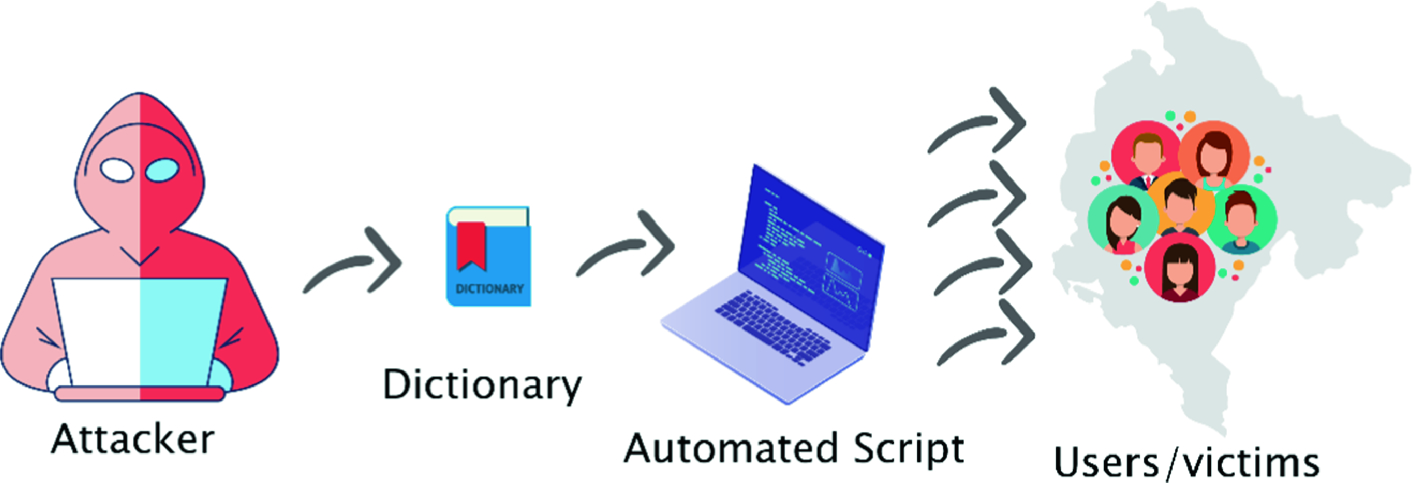 DICTIONARY
Attacker
Dictionary
Automated Script
Users/victims